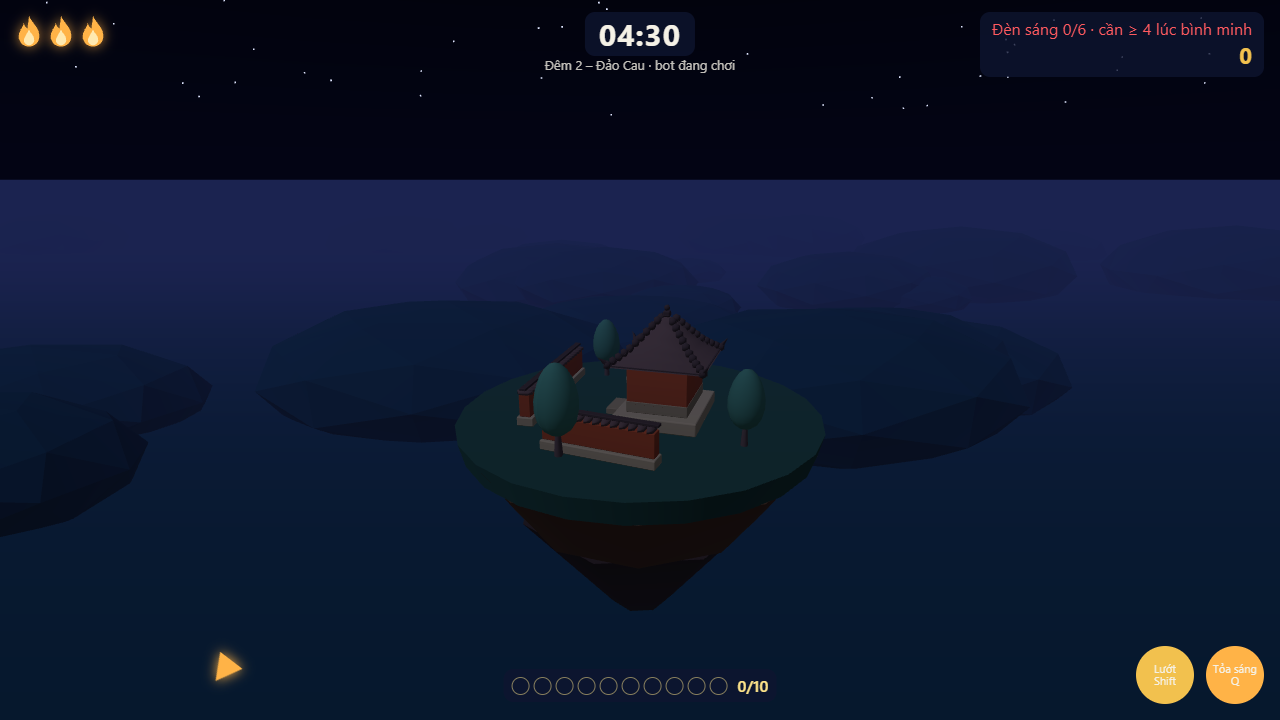 04:30
Đêm 2 – Đảo Cau · bot đang chơi
Đèn sáng 0/6 · cần ≥ 4 lúc bình minh
0
0/10
Lướt
Shift
Tỏa sáng
Q